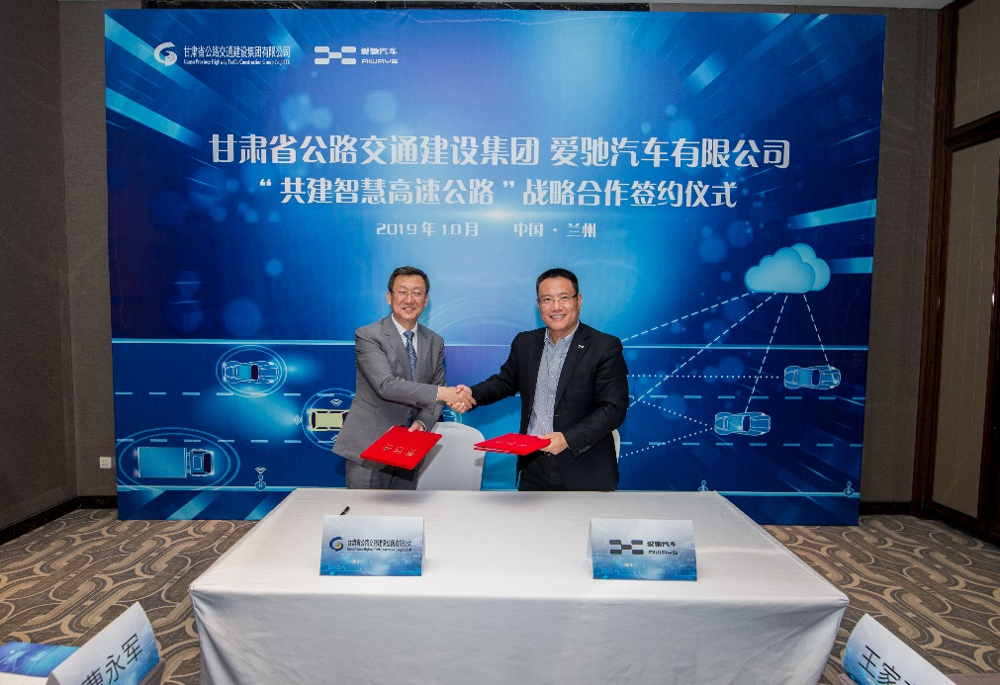 甘肃省公路交通建设集团有限公司
Gansu Province Highway Traffic Construction Group Co.,LTD.
爱驰汽车
AIWAYS
甘肃省公路交通建设集团 爱驰汽车有限公司
“共建智慧高速公路”战略合作签约仪式
2019年10月 中国·兰州
甘肃省公路交通建设集团有限公司
爱驰汽车
AIWAYS
曹永军
王家